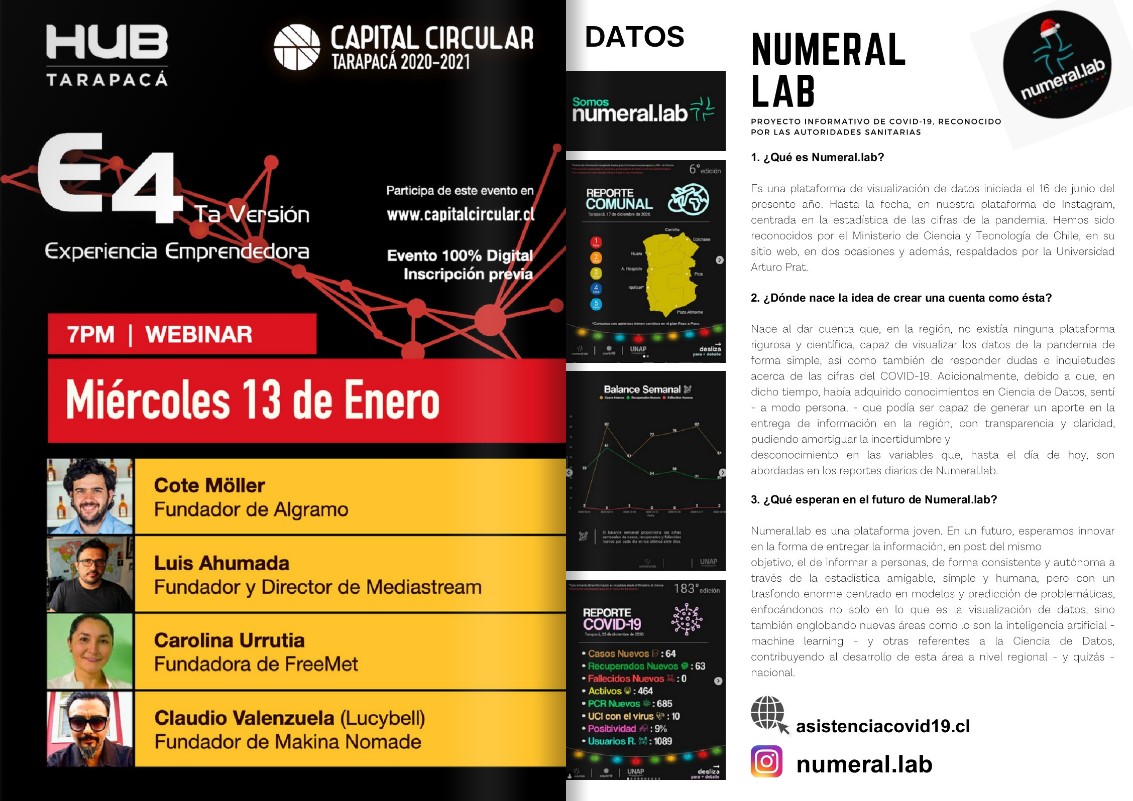 HUB
TARAPACÁ
CAPITAL CIRCULAR
TARAPACÁ 2020-2021
E4
Ta Versión
Experiencia Emprendedora
Participa de este evento en
www.capitalcircular.cl
Evento 100% Digital
Inscripción previa
7PM | WEBINAR
Miércoles 13 de Enero
Cote Möller
Fundador de Algramo
Luis Ahumada
Fundador y Director de Mediastream
Carolina Urrutia
Fundadora de FreeMet
Claudio Valenzuela (Lucybell)
Fundador de Makina Nomade
DATOS
Somos
numeral.lab
6° edición
REPORTE
COMUNAL
Tarapacá, 17 de diciembre de 2020.
Camiña
Colchane
Huara
A. Hospicio
Pica
Iquique*
Pozo Almonte
1
2
3
4
5
UNAP
desliza
para + detalle
Balance Semanal
Casos Nuevos Recuperados Nuevos Fallecidos Nuevos
UNAP
183° edición
REPORTE
COVID-19
Tarapacá, 25 de diciembre de 2020.
• Casos Nuevos : 64
• Recuperados Nuevos : 63
• Fallecidos Nuevos : 0
• Activos : 464
• PCR Nuevos : 685
• UCI con el virus : 10
• Positividad : 9%
• Usuarios R. : 1089
UNAP
desliza
para + detalle
NUMERAL
LAB
numeral.lab
PROYECTO INFORMATIVO DE COVID-19, RECONOCIDO
POR LAS AUTORIDADES SANITARIAS
1. ¿Qué es Numeral.lab?
Es una plataforma de visualización de datos iniciada el 16 de junio del
presente año. Hasta la fecha, en nuestra plataforma de Instagram,
centrada en la estadística de las cifras de la pandemia. Hemos sido
reconocidos por el Ministerio de Ciencia y Tecnología de Chile, en su
sitio web, en dos ocasiones y además, respaldados por la Universidad
Arturo Prat.
2. ¿Dónde nace la idea de crear una cuenta como ésta?
Nace al dar cuenta que, en la región, no existía ninguna plataforma
rigurosa y científica, capaz de visualizar los datos de la pandemia de
forma simple, así como también de responder dudas e inquietudes
acerca de las cifras del COVID-19. Adicionalmente, debido a que, en
dicho tiempo, había adquirido conocimientos en Ciencia de Datos, sentí
- a modo persona. - que podía ser capaz de generar un aporte en la
entrega de información en la región, con transparencia y claridad,
pudiendo amortiguar la incertidumbre y
desconocimiento en las variables que, hasta el día de hoy, son
abordadas en los reportes diarios de Numeral.lab.
3. ¿Qué esperan en el futuro de Numeral.lab?
Numeral.lab es una plataforma joven. En un futuro, esperamos innovar
en la forma de entregar la información, en post del mismo
objetivo, el de informar a personas, de forma consistente y autónoma a
través de la estadística amigable, simple y humana, pero con un
trasfondo enorme centrado en modelos y predicción de problemáticas,
enfocándonos no solo en lo que es la visualización de datos, sino
también englobando nuevas áreas como lo son la inteligencia artificial -
machine learning - y otras referentes a la Ciencia de Datos,
contribuyendo al desarrollo de esta área a nivel regional - y quizás -
nacional.
asistenciacovid19.cl
numeral.lab